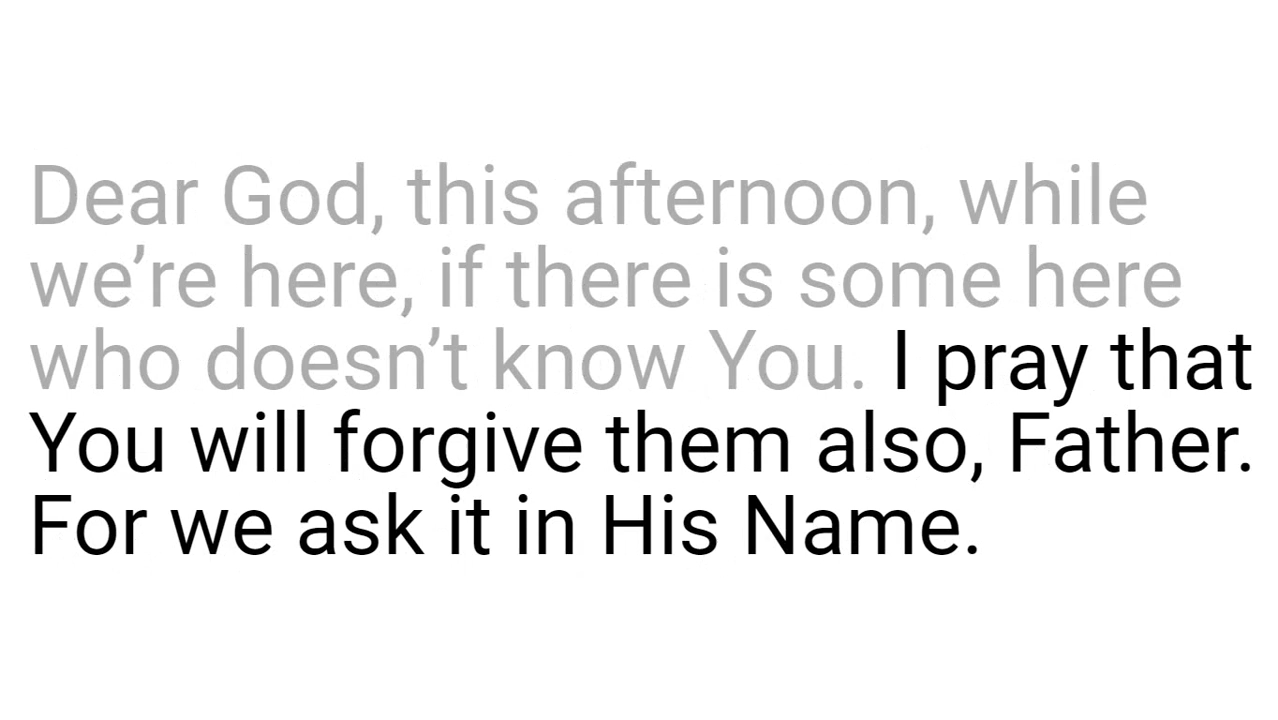 Dear God, this afternoon, while
we’re here, if there is some here
who doesn’t know You. I pray that
You will forgive them also, Father.
For we ask it in His Name.